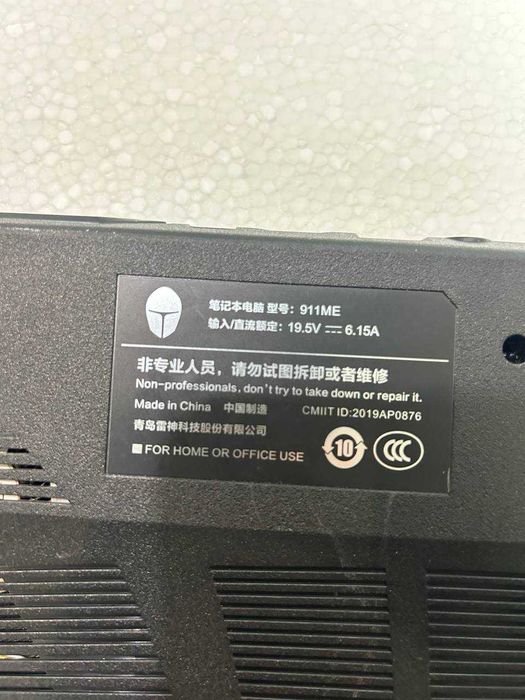 笔记本电脑 型号：911ME
输入/直流额定：19.5V ⎓ 6.15A
非专业人员，请勿试图拆卸或者维修
Non-professionals, don't try to take down or repair it.
Made in China 中国制造 CMIIT ID:2019AP0876
青岛雷神科技股份有限公司
FOR HOME OR OFFICE USE
10
CCC